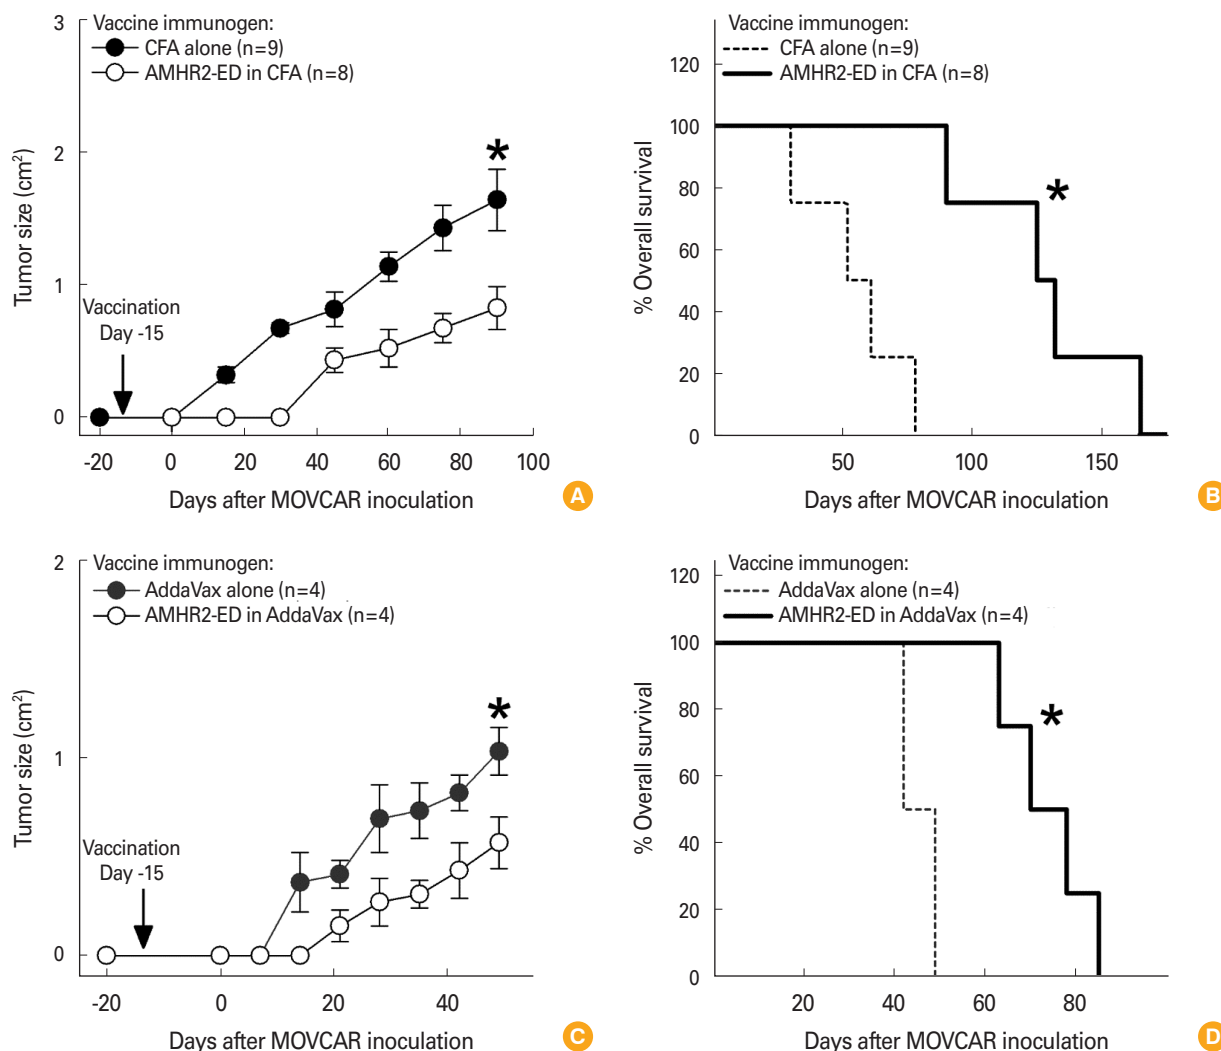 Vaccine immunogen:
CFA alone (n=9)
AMHR2-ED in CFA (n=8)
3
2
1
0
Tumor size (cm²)
Vaccination
Day -15
-20 0 20 40 60 80 100
Days after MOVCAR inoculation
A
Vaccine immunogen:
CFA alone (n=9)
AMHR2-ED in CFA (n=8)
120
100
80
60
40
20
0
% Overall survival
*
50 100 150
Days after MOVCAR inoculation
B
Vaccine immunogen:
AddaVax alone (n=4)
AMHR2-ED in AddaVax (n=4)
2
1
0
Tumor size (cm²)
*
Vaccination
Day -15
-20 0 20 40
Days after MOVCAR inoculation
C
Vaccine immunogen:
AddaVax alone (n=4)
AMHR2-ED in AddaVax (n=4)
120
100
80
60
40
20
0
% Overall survival
*
20 40 60 80
Days after MOVCAR inoculation
D